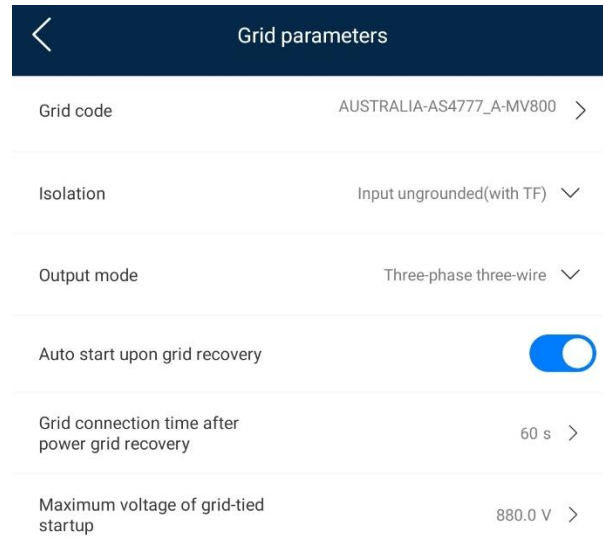 Grid parameters
Grid code
AUSTRALIA-AS4777_A-MV800
Isolation
Input ungrounded(with TF)
Output mode
Three-phase three-wire
Auto start upon grid recovery
Grid connection time after
power grid recovery
60 s
Maximum voltage of grid-tied
startup
880.0 V